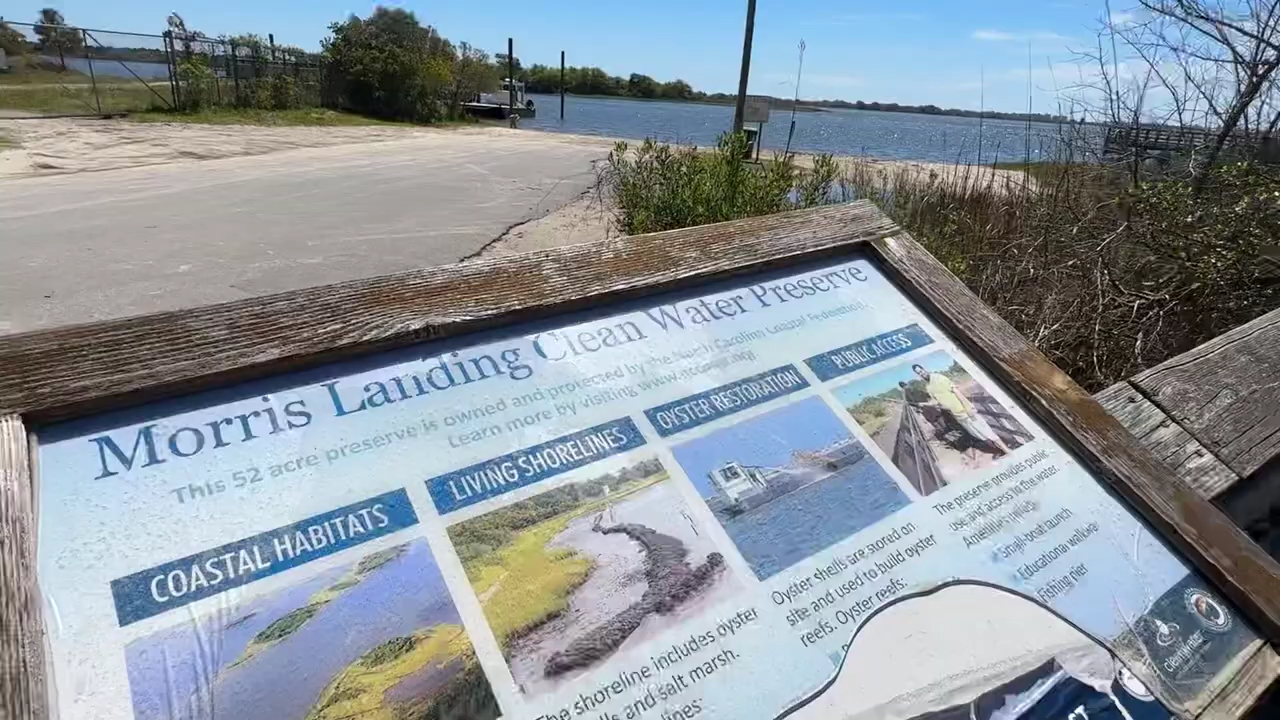 Morris Landing Clean Water Preserve
This 52 acre preserve is owned and protected by the North Carolina Coastal Federation.
Learn more by visiting
COASTAL HABITATS
LIVING SHORELINES
The shoreline includes oyster
and salt marsh.
OYSTER RESTORATION
Oyster shells are stored on
site and used to build oyster
reefs. Oyster reefs:
PUBLIC ACCESS
The preserve provides public
use and access to the water.
Amenities include:
Small-boat launch
Educational walkway
Fishing pier